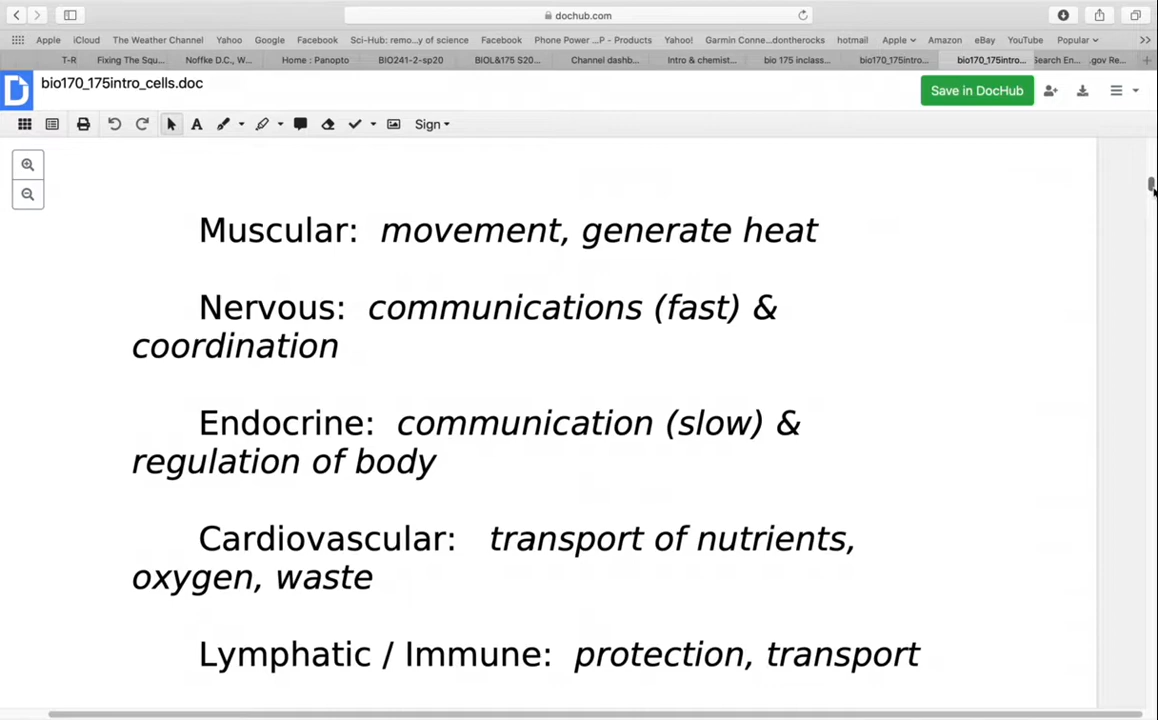 dochub.com
Apple iCloud The Weather Channel Yahoo Google Facebook Sci-Hub: remo...y of science Facebook Phone Power ...P - Products Yahoo! Garmin Conne...dontherocks hotmail Apple Amazon eBay YouTube Popular
T-R Fixing The Squ... Noffke D.C., W... Home : Panopto BIO241-2-sp20 BIOL&175 S20... Channel dashb... Intro & chemist... bio 175 inclass... bio170_175intro... bio170_175intro... Search En... .gov Re...
bio170_175intro_cells.doc
Save in DocHub
A Sign
Muscular: movement, generate heat
Nervous: communications (fast) &
coordination
Endocrine: communication (slow) &
regulation of body
Cardiovascular: transport of nutrients,
oxygen, waste
Lymphatic / Immune: protection, transport